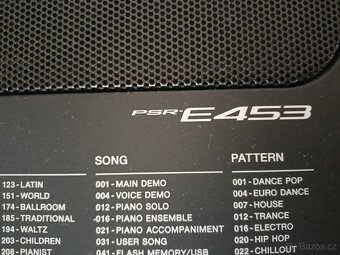 PSR-E453
SONG PATTERN
123-LATIN 001-MAIN DEMO 001-DANCE POP
151-WORLD 004-VOICE DEMO 004-EURO DANCE
174-BALLROOM 012-PIANO SOLO 007-HOUSE
185-TRADITIONAL -016-PIANO ENSEMBLE 012-TRANCE
194-WALTZ 021-PIANO ACCOMPANIMENT 016-ELECTRO
203-CHILDREN 031-USER SONG 020-HIP HOP
208-PIANIST 041-FLASH MEMORY/USB 022-CHILLOUT
Bazoš.cz